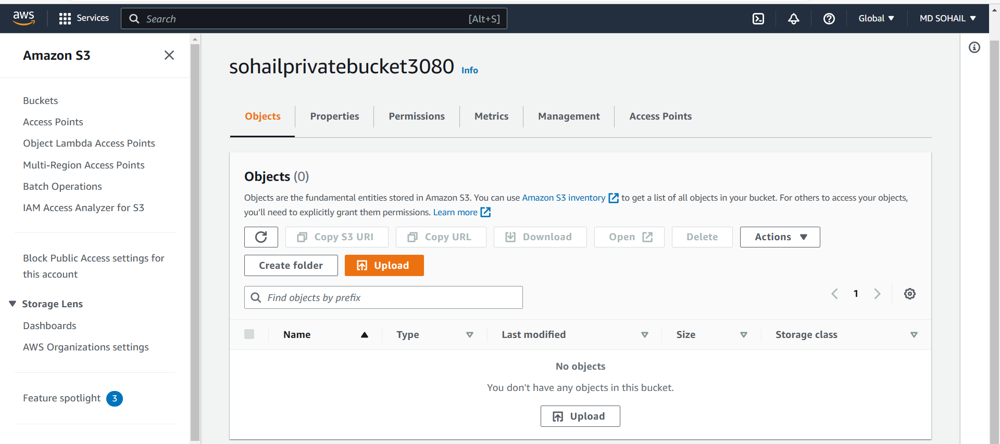 aws Services Search [Alt+S] Global MD SOHAIL
Amazon S3
Buckets
Access Points
Object Lambda Access Points
Multi-Region Access Points
Batch Operations
IAM Access Analyzer for S3
Block Public Access settings for
this account
Storage Lens
Dashboards
AWS Organizations settings
Feature spotlight 3
sohailprivatebucket3080 Info
Objects Properties Permissions Metrics Management Access Points
Objects (0)
Objects are the fundamental entities stored in Amazon S3. You can use Amazon S3 inventory to get a list of all objects in your bucket. For others to access your objects,
you’ll need to explicitly grant them permissions. Learn more
Copy S3 URI Copy URL Download Open Delete Actions
Create folder Upload
Find objects by prefix 1
Name Type Last modified Size Storage class
No objects
You don't have any objects in this bucket.
Upload